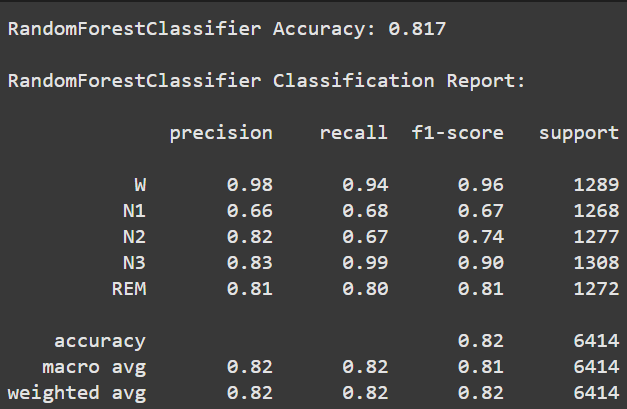 RandomForestClassifier Accuracy: 0.817
RandomForestClassifier Classification Report:
precision recall f1-score support
W 0.98 0.94 0.96 1289
N1 0.66 0.68 0.67 1268
N2 0.82 0.67 0.74 1277
N3 0.83 0.99 0.90 1308
REM 0.81 0.80 0.81 1272
accuracy 0.82 6414
macro avg 0.82 0.82 0.81 6414
weighted avg 0.82 0.82 0.82 6414